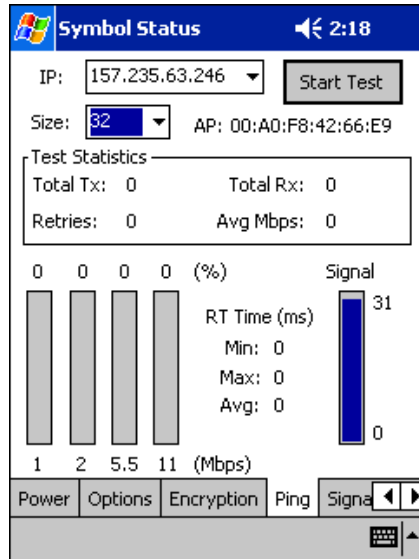 Symbol Status 2:18
IP: 157.235.63.246 Start Test
Size: 32 AP: 00:A0:F8:42:66:E9
Test Statistics
Total Tx: 0 Total Rx: 0
Retries: 0 Avg Mbps: 0
0 0 0 0 (%) Signal
31
RT Time (ms)
Min: 0
Max: 0
Avg: 0
0
1 2 5.5 11 (Mbps)
Power Options Encryption Ping Signa